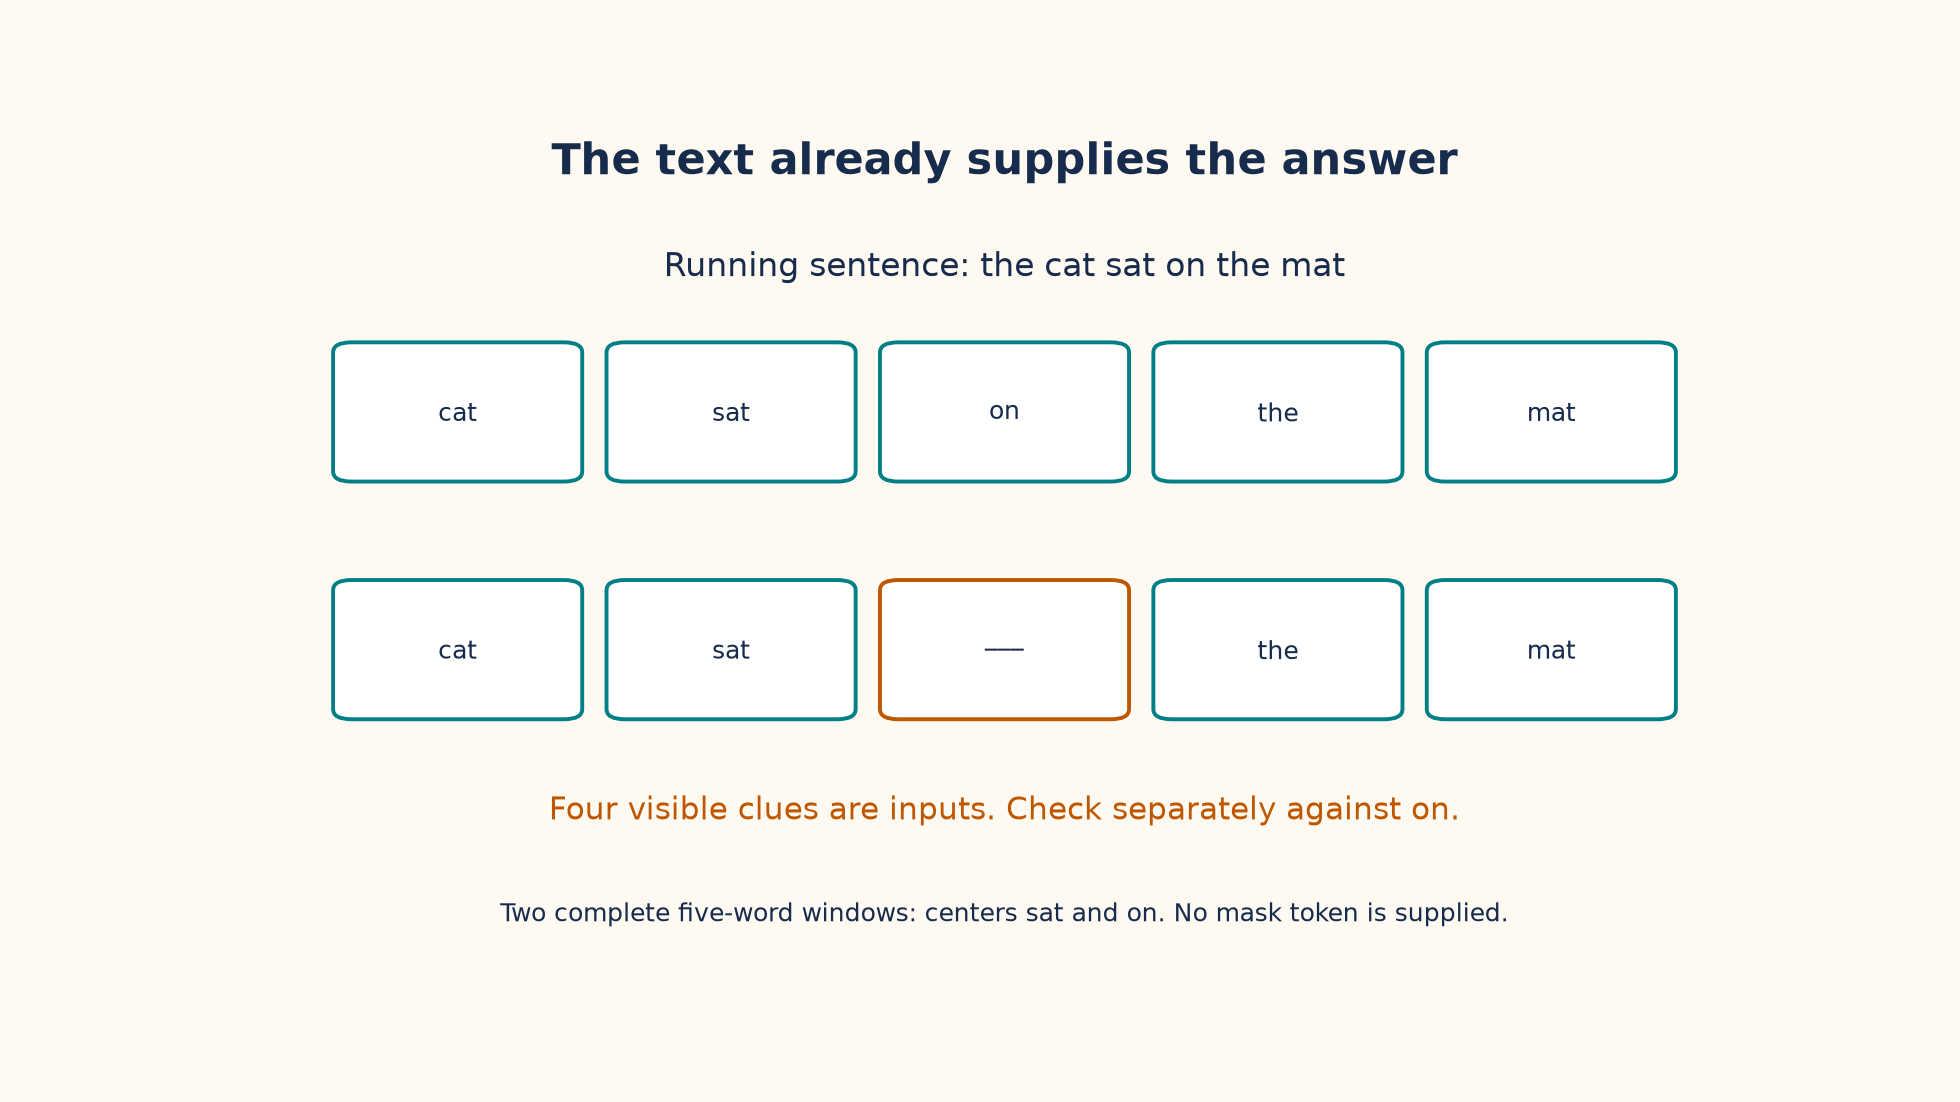 The text already supplies the answer
Running sentence: the cat sat on the mat
cat sat on the mat
cat sat ___ the mat
Four visible clues are inputs. Check separately against on.
Two complete five-word windows: centers sat and on. No mask token is supplied.